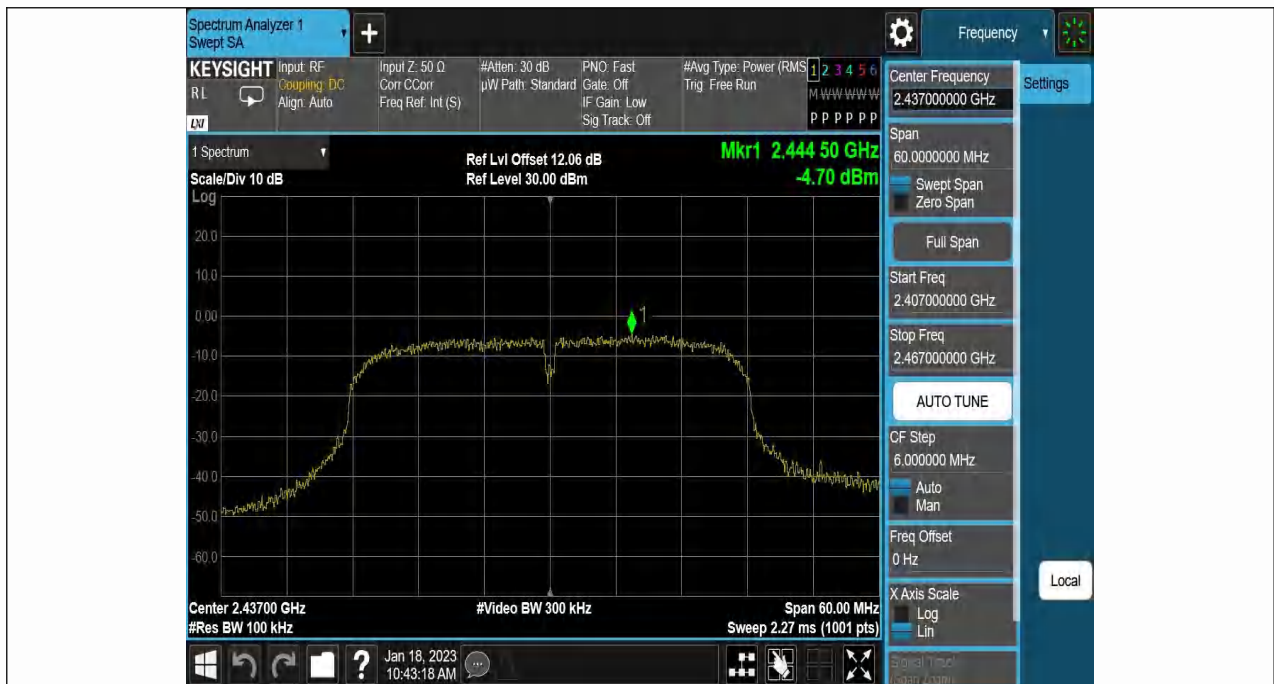 Spectrum Analyzer 1
Swept SA
+
Frequency
KEYSIGHT
RL
LXI
Input: RF
Coupling: DC
Align: Auto
Input Z: 50 Ω
Corr CCorr
Freq Ref: Int (S)
#Atten: 30 dB
µW Path: Standard
PNO: Fast
Gate: Off
IF Gain: Low
Sig Track: Off
#Avg Type: Power (RMS
Trig: Free Run
1 2 3 4 5 6
M W W W W W
P P P P P P
1 Spectrum
Scale/Div 10 dB
Ref Lvl Offset 12.06 dB
Ref Level 30.00 dBm
Mkr1 2.444 50 GHz
-4.70 dBm
Log
20.0
10.0
0.00
-10.0
-20.0
-30.0
-40.0
-50.0
-60.0
1
Center 2.43700 GHz
#Res BW 100 kHz
#Video BW 300 kHz
Span 60.00 MHz
Sweep 2.27 ms (1001 pts)
Center Frequency
2.437000000 GHz
Settings
Span
60.0000000 MHz
Swept Span
Zero Span
Full Span
Start Freq
2.407000000 GHz
Stop Freq
2.467000000 GHz
AUTO TUNE
CF Step
6.000000 MHz
Auto
Man
Freq Offset
0 Hz
X Axis Scale
Log
Lin
Signal Track
(Span Zoom)
Local
?
Jan 18, 2023
10:43:18 AM